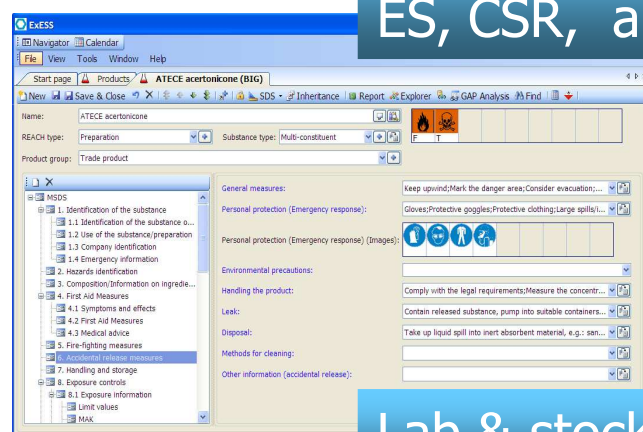 ES, CSR, a
ExESS
Navigator Calendar
File View Tools Window Help
Start page Products ATECE acertonicone (BIG)
New Save & Close SDS Inheritance Report Explorer GAP Analysis Find
Name: ATECE acertonicone
REACH type: Preparation Substance type: Multi-constituent
F T
Product group: Trade product
MSDS
1. Identification of the substance
1.1 Identification of the substance o...
1.2 Use of the substance/preparation
1.3 Company identification
1.4 Emergency information
2. Hazards identification
3. Composition/Information on ingredie...
4. First Aid Measures
4.1 Symptoms and effects
4.2 First Aid Measures
4.3 Medical advice
5. Fire-fighting measures
6. Accidental release measures
7. Handling and storage
8. Exposure controls
8.1 Exposure information
Limit values
MAK
General measures: Keep upwind;Mark the danger area;Consider evacuation;...
Personal protection (Emergency response): Gloves;Protective goggles;Protective clothing;Large spills/i...
Personal protection (Emergency response) (Images):
Environmental precautions:
Handling the product: Comply with the legal requirements;Measure the concentr...
Leak: Contain released substance, pump into suitable containers...
Disposal: Take up liquid spill into inert absorbent material, e.g.: san...
Methods for cleaning:
Other information (accidental release):
Lab & stock